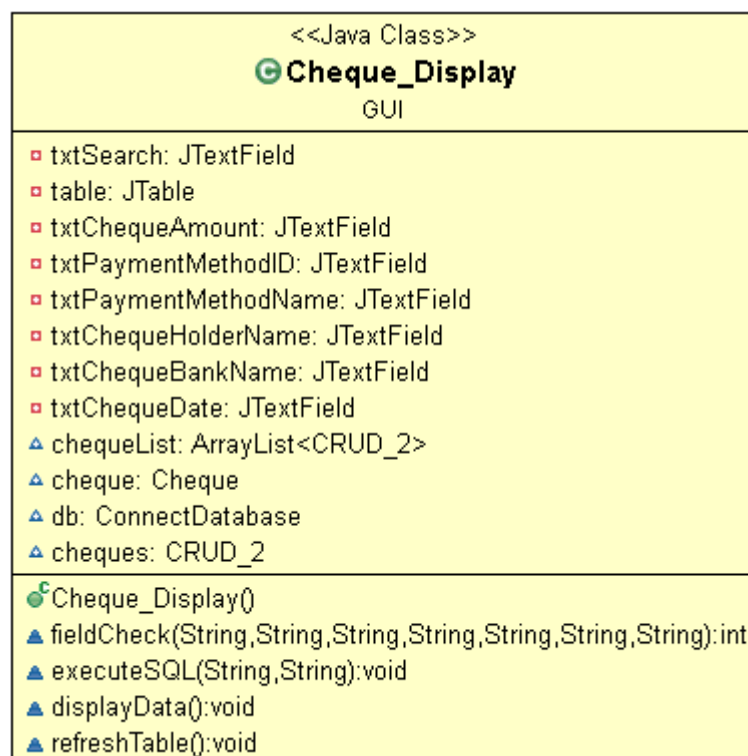 <<Java Class>>
Cheque_Display
GUI
txtSearch: JTextField
table: JTable
txtChequeAmount: JTextField
txtPaymentMethodID: JTextField
txtPaymentMethodName: JTextField
txtChequeHolderName: JTextField
txtChequeBankName: JTextField
txtChequeDate: JTextField
chequeList: ArrayList<CRUD_2>
cheque: Cheque
db: ConnectDatabase
cheques: CRUD_2
Cheque_Display()
fieldCheck(String,String,String,String,String,String,String):int
executeSQL(String,String):void
displayData():void
refreshTable():void